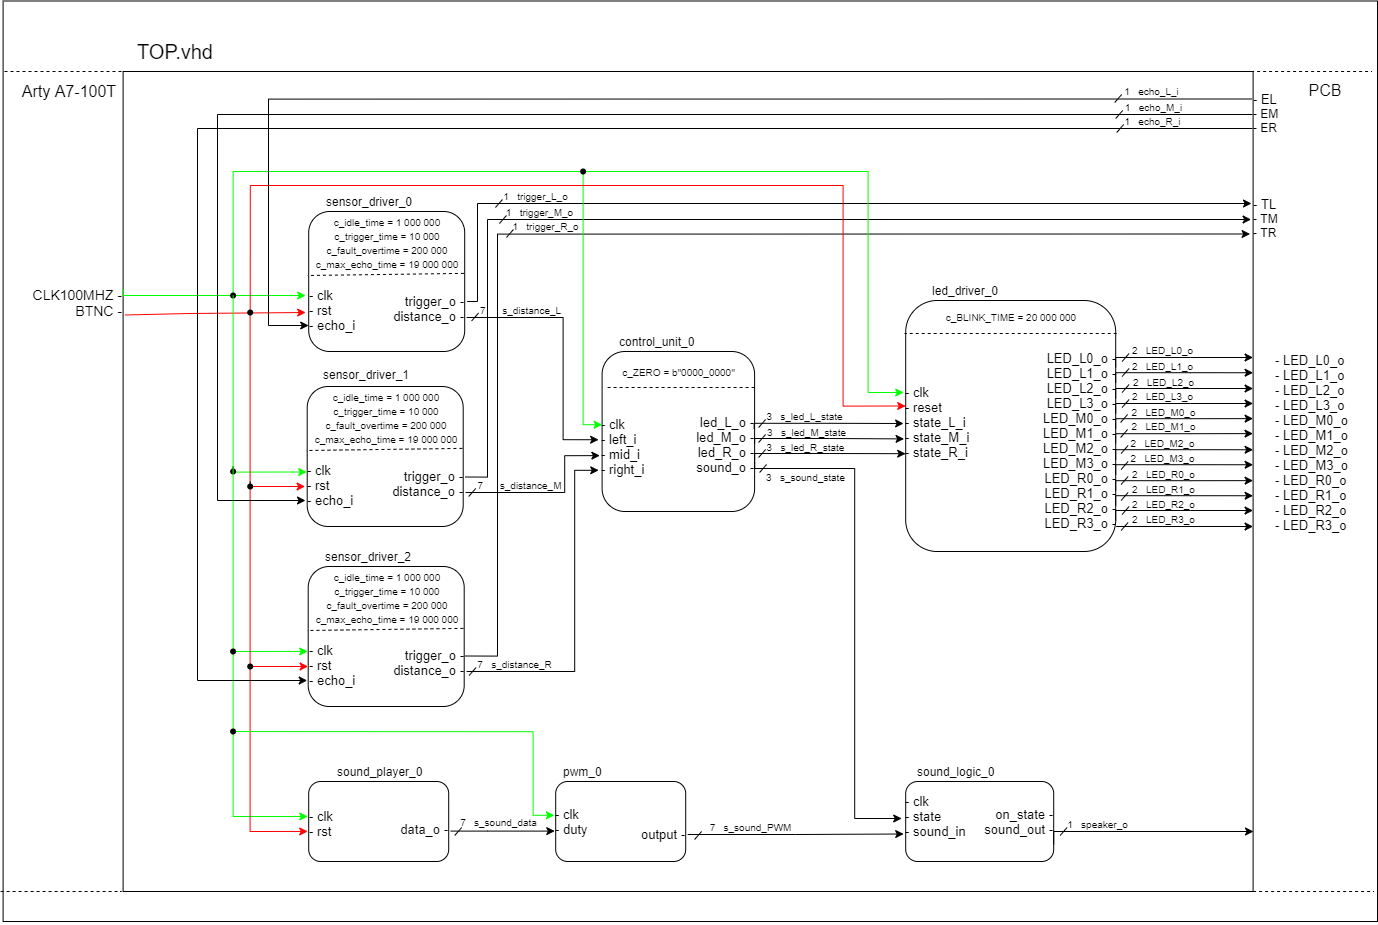 TOP.vhd
Arty A7-100T
PCB
1 echo_L_i
EL
1 echo_M_i
EM
1 echo_R_i
ER
sensor_driver_0
c_idle_time = 1 000 000
c_trigger_time = 10 000
c_fault_overtime = 200 000
c_max_echo_time = 19 000 000
clk
rst
echo_i
trigger_o
distance_o
1 trigger_L_o
TL
1 trigger_M_o
TM
1 trigger_R_o
TR
CLK100MHZ
BTNC
7 s_distance_L
sensor_driver_1
c_idle_time = 1 000 000
c_trigger_time = 10 000
c_fault_overtime = 200 000
c_max_echo_time = 19 000 000
clk
rst
echo_i
trigger_o
distance_o
7 s_distance_M
sensor_driver_2
c_idle_time = 1 000 000
c_trigger_time = 10 000
c_fault_overtime = 200 000
c_max_echo_time = 19 000 000
clk
rst
echo_i
trigger_o
distance_o
7 s_distance_R
control_unit_0
c_ZERO = b"0000_0000"
clk
left_i
mid_i
right_i
led_L_o
led_M_o
led_R_o
sound_o
3 s_led_L_state
3 s_led_M_state
3 s_led_R_state
3 s_sound_state
led_driver_0
c_BLINK_TIME = 20 000 000
clk
reset
state_L_i
state_M_i
state_R_i
LED_L0_o
LED_L1_o
LED_L2_o
LED_L3_o
LED_M0_o
LED_M1_o
LED_M2_o
LED_M3_o
LED_R0_o
LED_R1_o
LED_R2_o
LED_R3_o
2 LED_L0_o
2 LED_L1_o
2 LED_L2_o
2 LED_L3_o
2 LED_M0_o
2 LED_M1_o
2 LED_M2_o
2 LED_M3_o
2 LED_R0_o
2 LED_R1_o
2 LED_R2_o
2 LED_R3_o
- LED_L0_o
- LED_L1_o
- LED_L2_o
- LED_L3_o
- LED_M0_o
- LED_M1_o
- LED_M2_o
- LED_M3_o
- LED_R0_o
- LED_R1_o
- LED_R2_o
- LED_R3_o
sound_player_0
clk
rst
data_o
7 s_sound_data
pwm_0
clk
duty
output
7 s_sound_PWM
sound_logic_0
clk
state
sound_in
on_state
sound_out
1 speaker_o